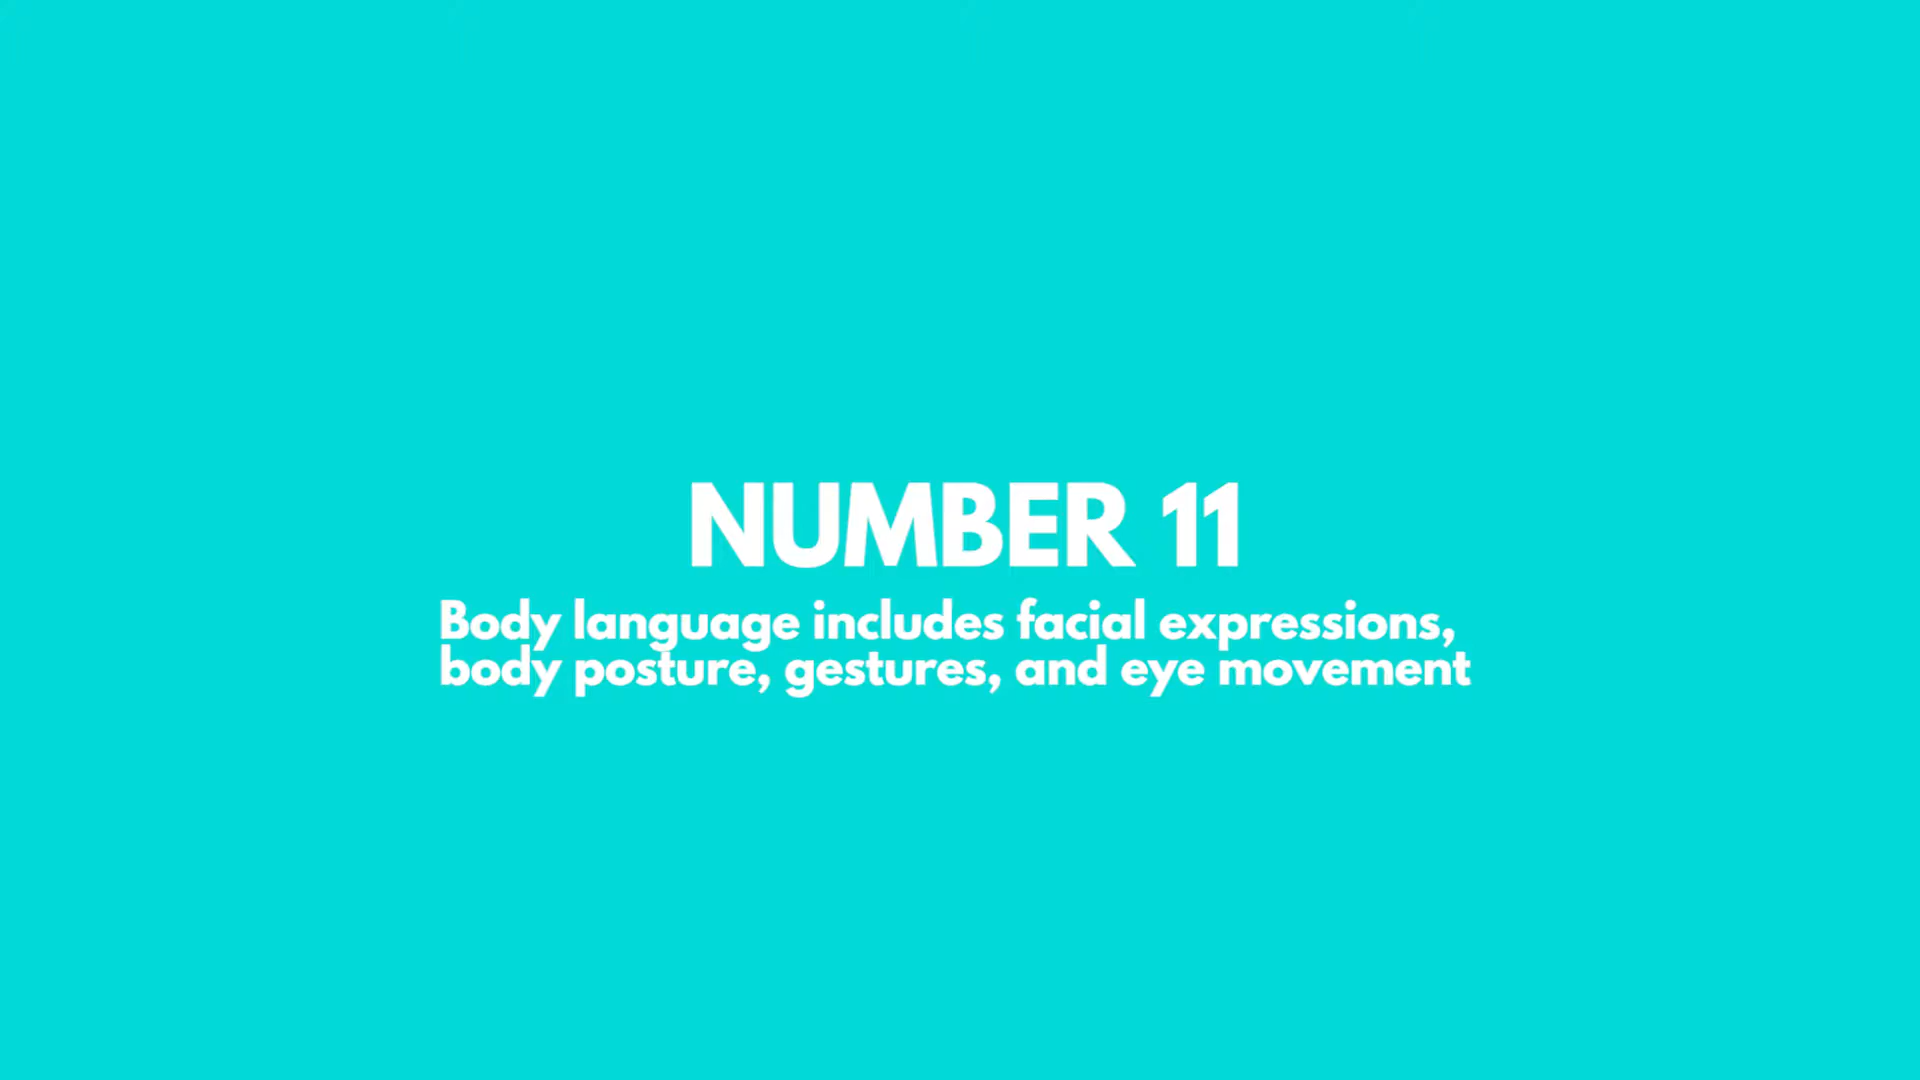 NUMBER 11
Body language includes facial expressions,
body posture, gestures, and eye movement